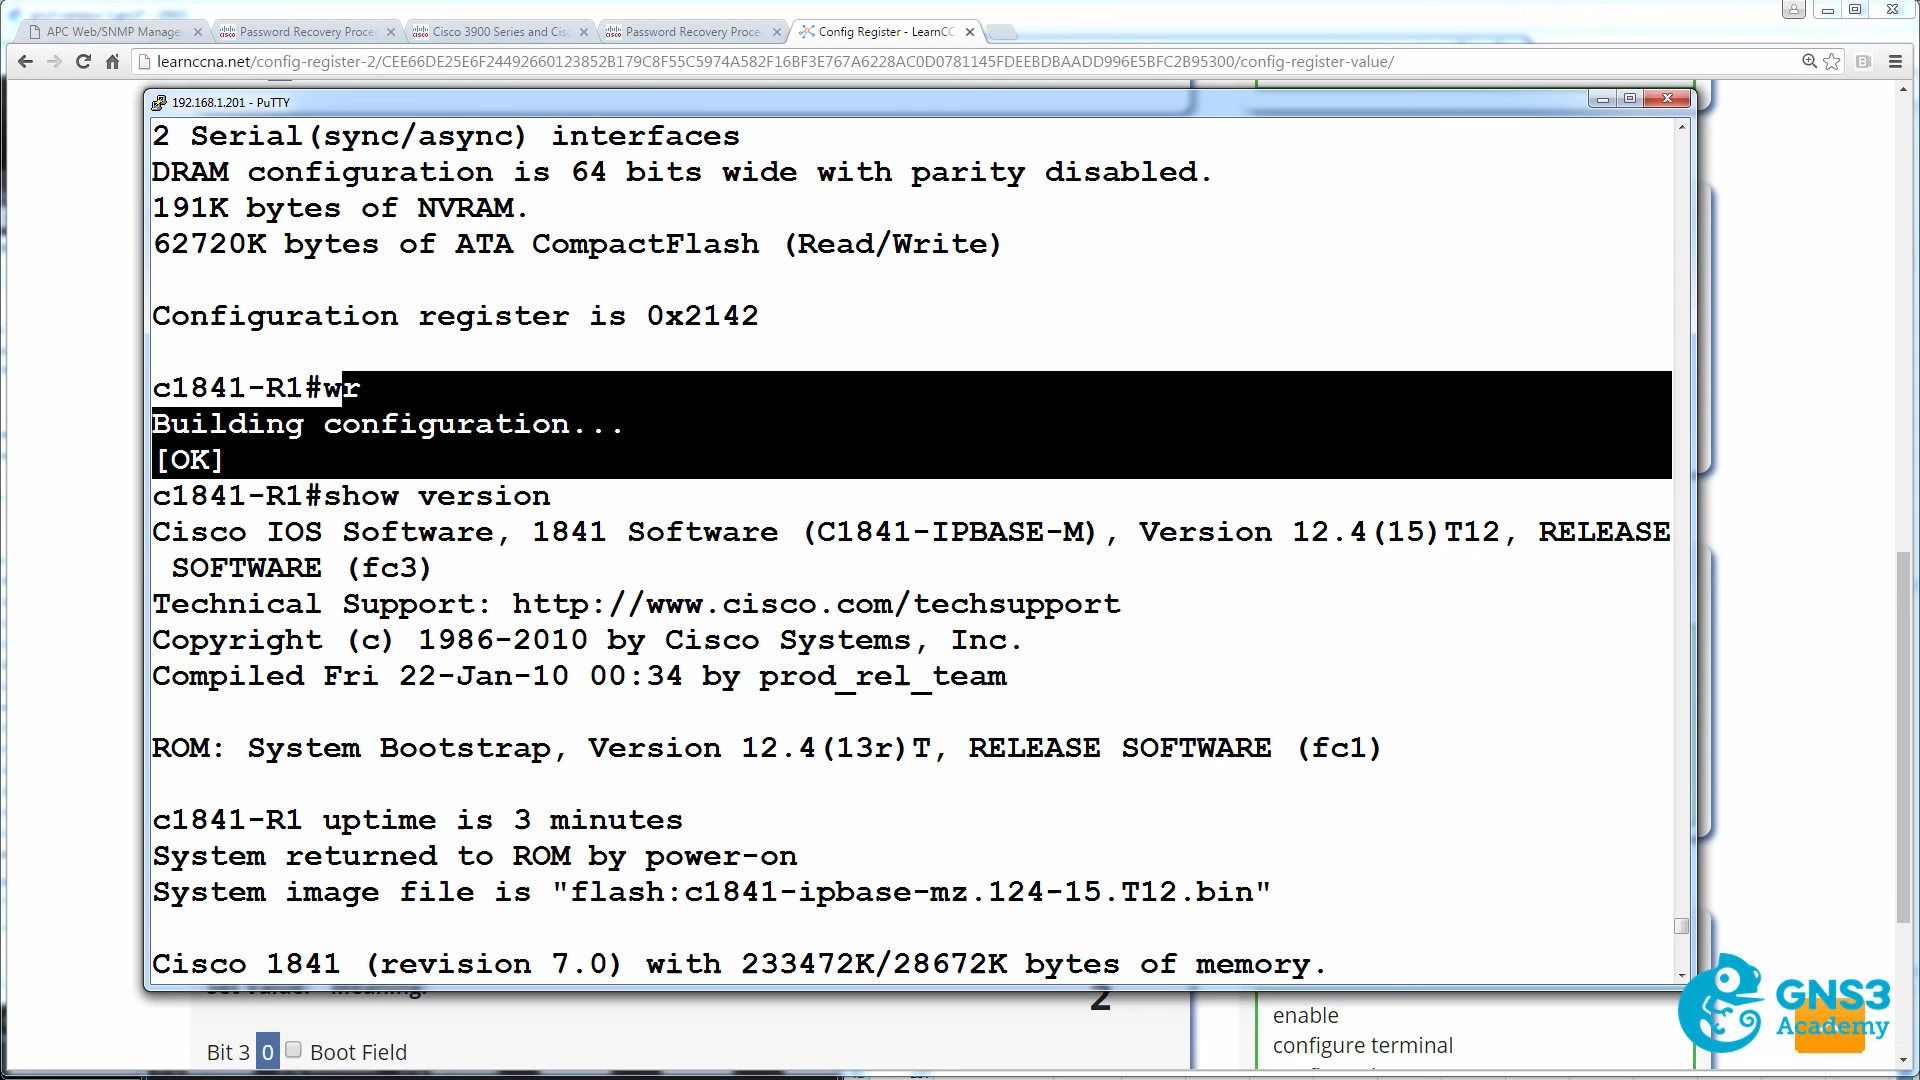 APC Web/SNMP Manage
Password Recovery Proce
Cisco 3900 Series and Cisc
Password Recovery Proce
Config Register - LearnCC
learnccna.net/config-register-2/CEE66DE25E6F24492660123852B179C8F55C5974A582F16BF3E767A6228AC0D0781145FDEEBDBAADD996E5BFC2B95300/config-register-value/
192.168.1.201 - PuTTY
2 Serial(sync/async) interfaces
DRAM configuration is 64 bits wide with parity disabled.
191K bytes of NVRAM.
62720K bytes of ATA CompactFlash (Read/Write)
Configuration register is 0x2142
c1841-R1#wr
Building configuration...
[OK]
c1841-R1#show version
Cisco IOS Software, 1841 Software (C1841-IPBASE-M), Version 12.4(15)T12, RELEASE
SOFTWARE (fc3)
Technical Support: http://www.cisco.com/techsupport
Copyright (c) 1986-2010 by Cisco Systems, Inc.
Compiled Fri 22-Jan-10 00:34 by prod_rel_team
ROM: System Bootstrap, Version 12.4(13r)T, RELEASE SOFTWARE (fc1)
c1841-R1 uptime is 3 minutes
System returned to ROM by power-on
System image file is "flash:c1841-ipbase-mz.124-15.T12.bin"
Cisco 1841 (revision 7.0) with 233472K/28672K bytes of memory.
2
Bit 3 0 Boot Field
enable
configure terminal
GNS3
Academy